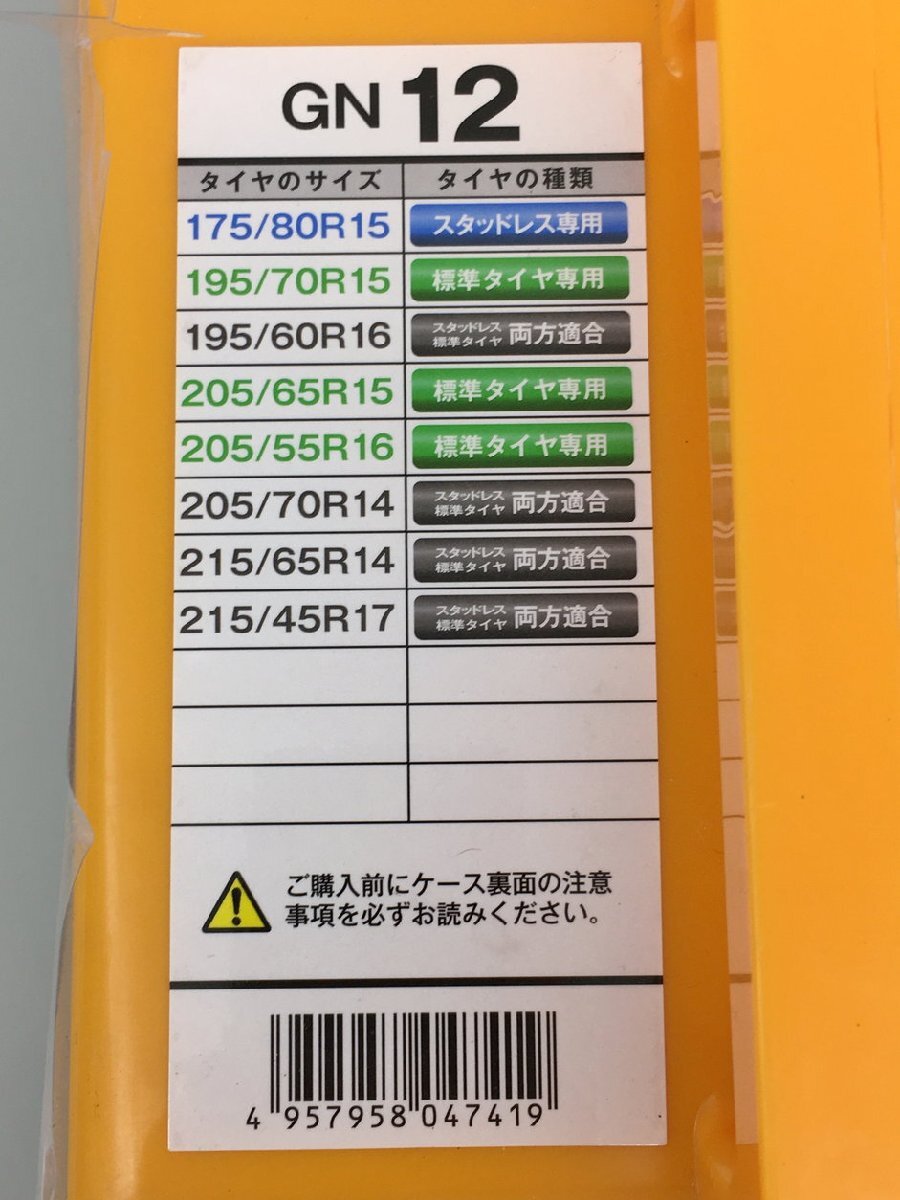 GN 12
タイヤのサイズ タイヤの種類
175/80R15 スタッドレス専用
195/70R15 標準タイヤ専用
195/60R16 スタッドレス 標準タイヤ 両方適合
205/65R15 標準タイヤ専用
205/55R16 標準タイヤ専用
205/70R14 スタッドレス 標準タイヤ 両方適合
215/65R14 スタッドレス 標準タイヤ 両方適合
215/45R17 スタッドレス 標準タイヤ 両方適合
ご購入前にケース裏面の注意
事項を必ずお読みください。
4 957958 047419